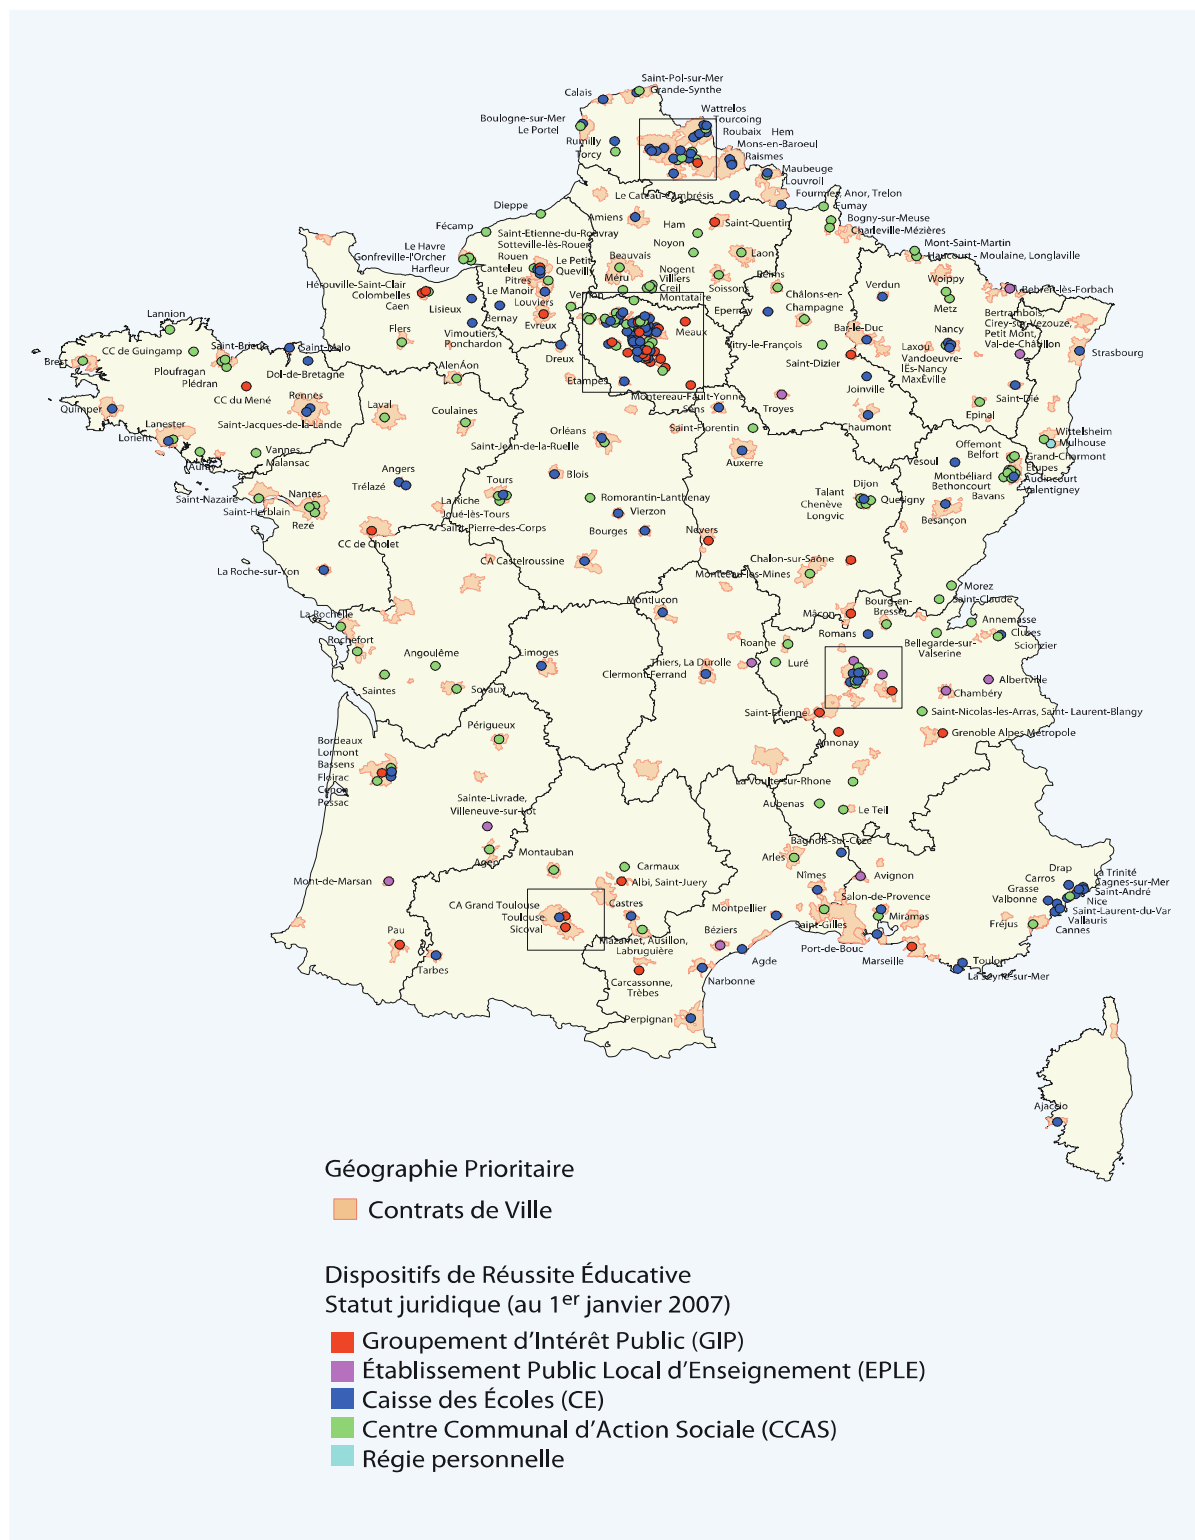 Saint-Pol-sur-Mer
Grande-Synthe
Calais
Wattrelos
Tourcoing
Roubaix
Hem
Mons-en-Baroeul
Raismes
Boulogne-sur-Mer
Le Portel
Rumilly
Torcy
Maubeuge
Louvroil
Le Cateau-Cambrésis
Fourmies, Anor, Trelon
Fumay
Dieppe
Amiens
Ham
Saint-Quentin
Bogny-sur-Meuse
Charleville-Mézières
Fécamp
Saint-Etienne du-Rouvray
Sotteville-lès-Rouen
Rouen
Canteleu
Le Petit-
Quevilly
Noyon
Laon
Mont-Saint-Martin
Haucourt - Moulaine, Longlaville
Le Havre
Gonfreville-l'Orcher
Harfleur
Beauvais
Méru
Nogent
Villiers
Creil
Montataire
Soissons
Reims
Woippy
Metz
Behren-lès-Forbach
Pitres
Le Manoir
Louviers
Vernon
Evreux
Hérouville-Saint-Clair
Colombelles
Caen
Lisieux
Bernay
Epernay
Châlons-en-
Champagne
Verdun
Bertrambois,
Cirey-sur-Vezouze,
Petit Mont,
Val-de-Châtillon
Lannion
Flers
Vimoutiers,
Ponchardon
Meaux
Vitry-le-François
Bar-le-Duc
Nancy
Laxou
Vandoeuvre-
lEs-Nancy
MaxÉville
Strasbourg
CC de Guingamp
Saint-Brieuc
Saint-Malo
Brest
Ploufragan
Plédran
Dol-de-Bretagne
AlenÁon
Dreux
Etampes
Saint-Dizier
CC du Mené
Rennes
Montereau-Fault-Yonne
Sens
Troyes
Joinville
Saint-Dié
Quimper
Saint-Jacques-de-la-Lande
Laval
Coulaines
Epinal
Lanester
Lorient
Orléans
Saint-Jean-de-la-Ruelle
Saint-Florentin
Chaumont
Wittelsheim
Mulhouse
Vannes
Malansac
Auray
Auxerre
Offemont
Belfort
Grand-Charmont
Etupes
Vesoul
Montbéliard
Bethoncourt
Bavans
Audincourt
Valentigney
Angers
Trélazé
Blois
Tours
La Riche
Joué-lès-Tours
Saint-Pierre-des-Corps
Romorantin-Lanthenay
Vierzon
Dijon
Talant
Chenève
Longvic
Quetigny
Besançon
Saint-Nazaire
Nantes
Saint-Herblain
Rezé
CC de Cholet
Bourges
Nevers
CA Castelroussine
Chalon-sur-Saône
Montceau-les-Mines
La Roche-sur-Yon
Morez
Saint-Claude
Montluçon
Mâcon
Bourg-en-
Bresse
Annemasse
Cluses
Scionzier
La Rochelle
Rochefort
Romans
Bellegarde-sur-
Valserine
Roanne
Angoulême
Limoges
Thiers, La Durolle
Clermont-Ferrand
Luré
Saintes
Soyaux
Albertville
Chambéry
Saint-Etienne
Saint-Nicolas-les-Arras, Saint- Laurent-Blangy
Périgueux
Annonay
Grenoble Alpes Métropole
Bordeaux
Lormont
Bassens
Floirac
Cenon
Pessac
La Voulte-sur-Rhone
Sainte-Livrade,
Villeneuve-sur-Lot
Aubenas
Le Teil
Agen
Montauban
Carmaux
Bagnols-sur-Ceze
Arles
Drap
Carros
Grasse
Valbonne
La Trinité
Cagnes-sur-Mer
Saint-André
Nice
Saint-Laurent-du-Var
Vallauris
Cannes
Mont-de-Marsan
Albi, Saint-Juery
Nîmes
Avignon
CA Grand Toulouse
Toulouse
Sicoval
Castres
Montpellier
Salon-de-Provence
Miramas
Saint-Gilles
Fréjus
Pau
Tarbes
Mazamet, Ausillon,
Labruguière
Béziers
Agde
Port-de-Bouc
Marseille
Toulon
La Seyne-sur-Mer
Carcassonne,
Trèbes
Narbonne
Perpignan
Ajaccio
Géographie Prioritaire
Contrats de Ville
Dispositifs de Réussite Éducative
Statut juridique (au 1er janvier 2007)
Groupement d'Intérêt Public (GIP)
Établissement Public Local d'Enseignement (EPLE)
Caisse des Écoles (CE)
Centre Communal d'Action Sociale (CCAS)
Régie personnelle